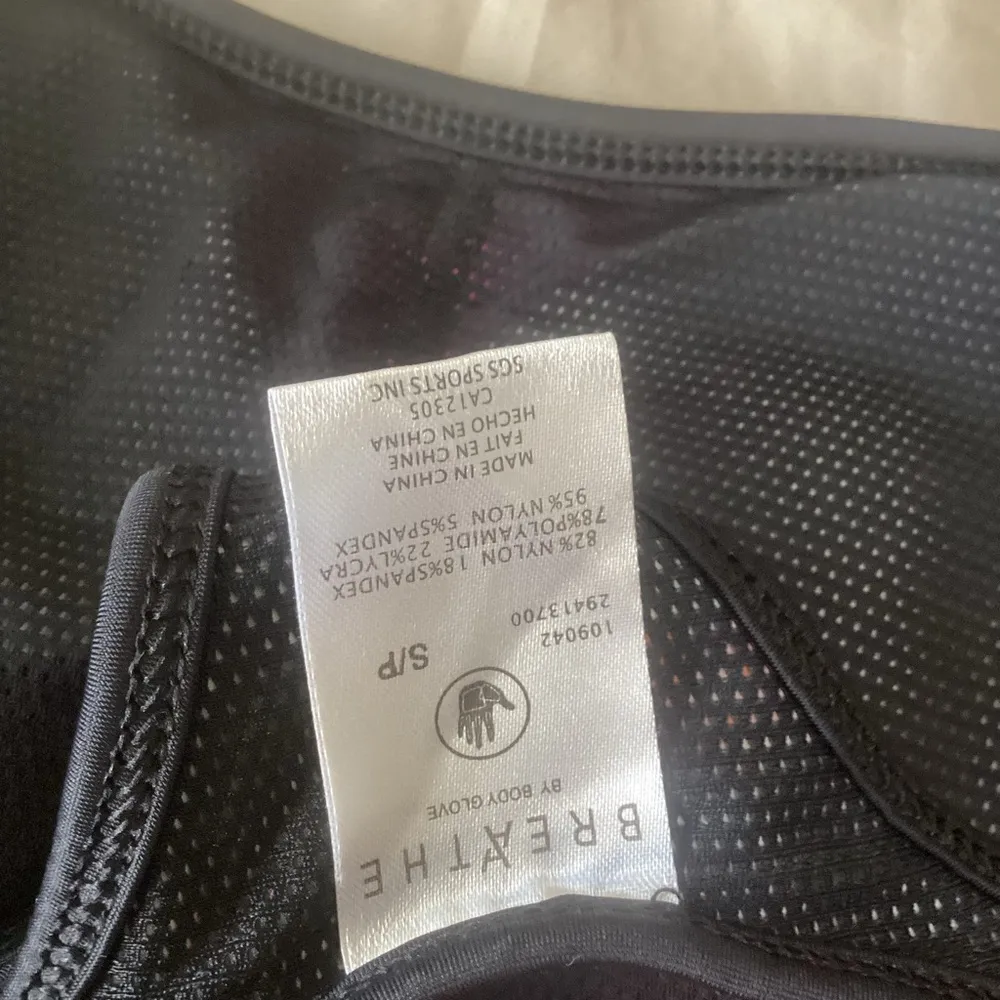 BREATHE
BY BODY GLOVE
S/P
109042
29413700
82% NYLON 18%SPANDEX
78%POLYAMIDE 22%LYCRA
95% NYLON 5%SPANDEX
MADE IN CHINA
FAIT EN CHINE
HECHO EN CHINA
CA12305
SGS SPORTS INC